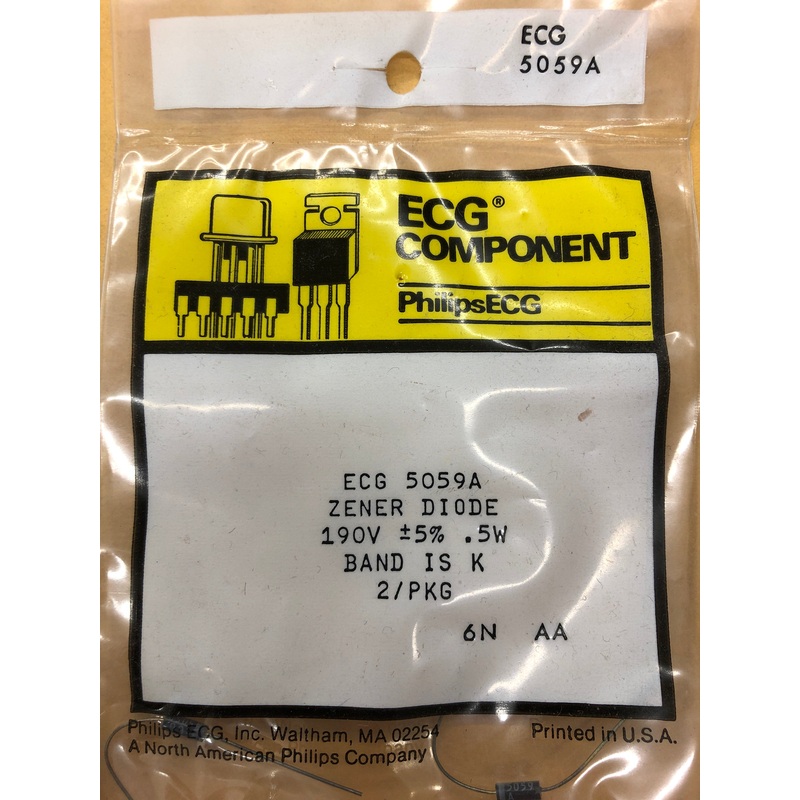 ECG
5059A
ECG®
COMPONENT
PhilipsECG
ECG 5059A
ZENER DIODE
190V ±5% .5W
BAND IS K
2/PKG
6N AA
Philips ECG, Inc. Waltham, MA 02254
A North American Philips Company
Printed in U.S.A.
5059